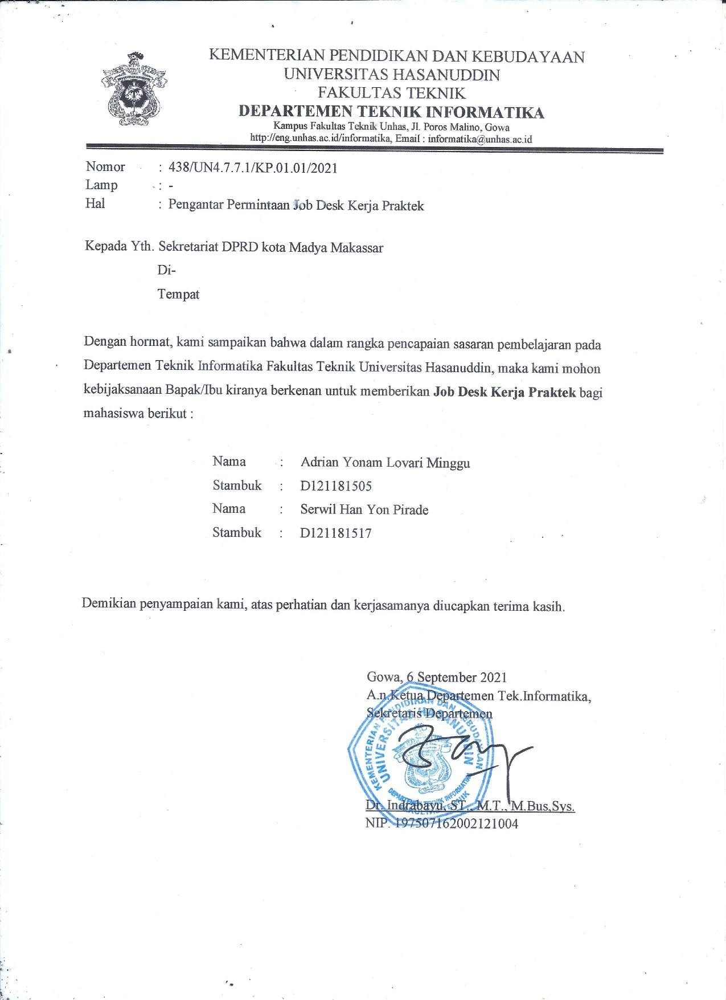 KEMENTERIAN PENDIDIKAN DAN KEBUDAYAAN
UNIVERSITAS HASANUDDIN
FAKULTAS TEKNIK
DEPARTEMEN TEKNIK INFORMATIKA
Kampus Fakultas Teknik Unhas, Jl. Poros Malino, Gowa
http://eng.unhas.ac.id/informatika, Email : informatika@unhas.ac.id
Nomor : 438/UN4.7.7.1/KP.01.01/2021
Lamp : -
Hal : Pengantar Permintaan Job Desk Kerja Praktek
Kepada Yth. Sekretariat DPRD kota Madya Makassar
Di-
Tempat
Dengan hormat, kami sampaikan bahwa dalam rangka pencapaian sasaran pembelajaran pada
Departemen Teknik Informatika Fakultas Teknik Universitas Hasanuddin, maka kami mohon
kebijaksanaan Bapak/Ibu kiranya berkenan untuk memberikan Job Desk Kerja Praktek bagi
mahasiswa berikut :
Nama : Adrian Yonam Lovari Minggu
Stambuk : D121181505
Nama : Serwil Han Yon Pirade
Stambuk : D121181517
Demikian penyampaian kami, atas perhatian dan kerjasamanya diucapkan terima kasih.
Gowa, 6 September 2021
A.n.Ketua Departemen Tek.Informatika,
Sekretaris Departemen
KEMENTERIAN PENDIDIKAN DAN KEBUDAYAAN
UNIVERSITAS HASANUDDIN
DEPARTEMEN TEKNIK INFORMATIKA
FAKULTAS TEKNIK
Dr. Indrabayu, ST., M.T., M.Bus.Sys.
NIP. 197507162002121004